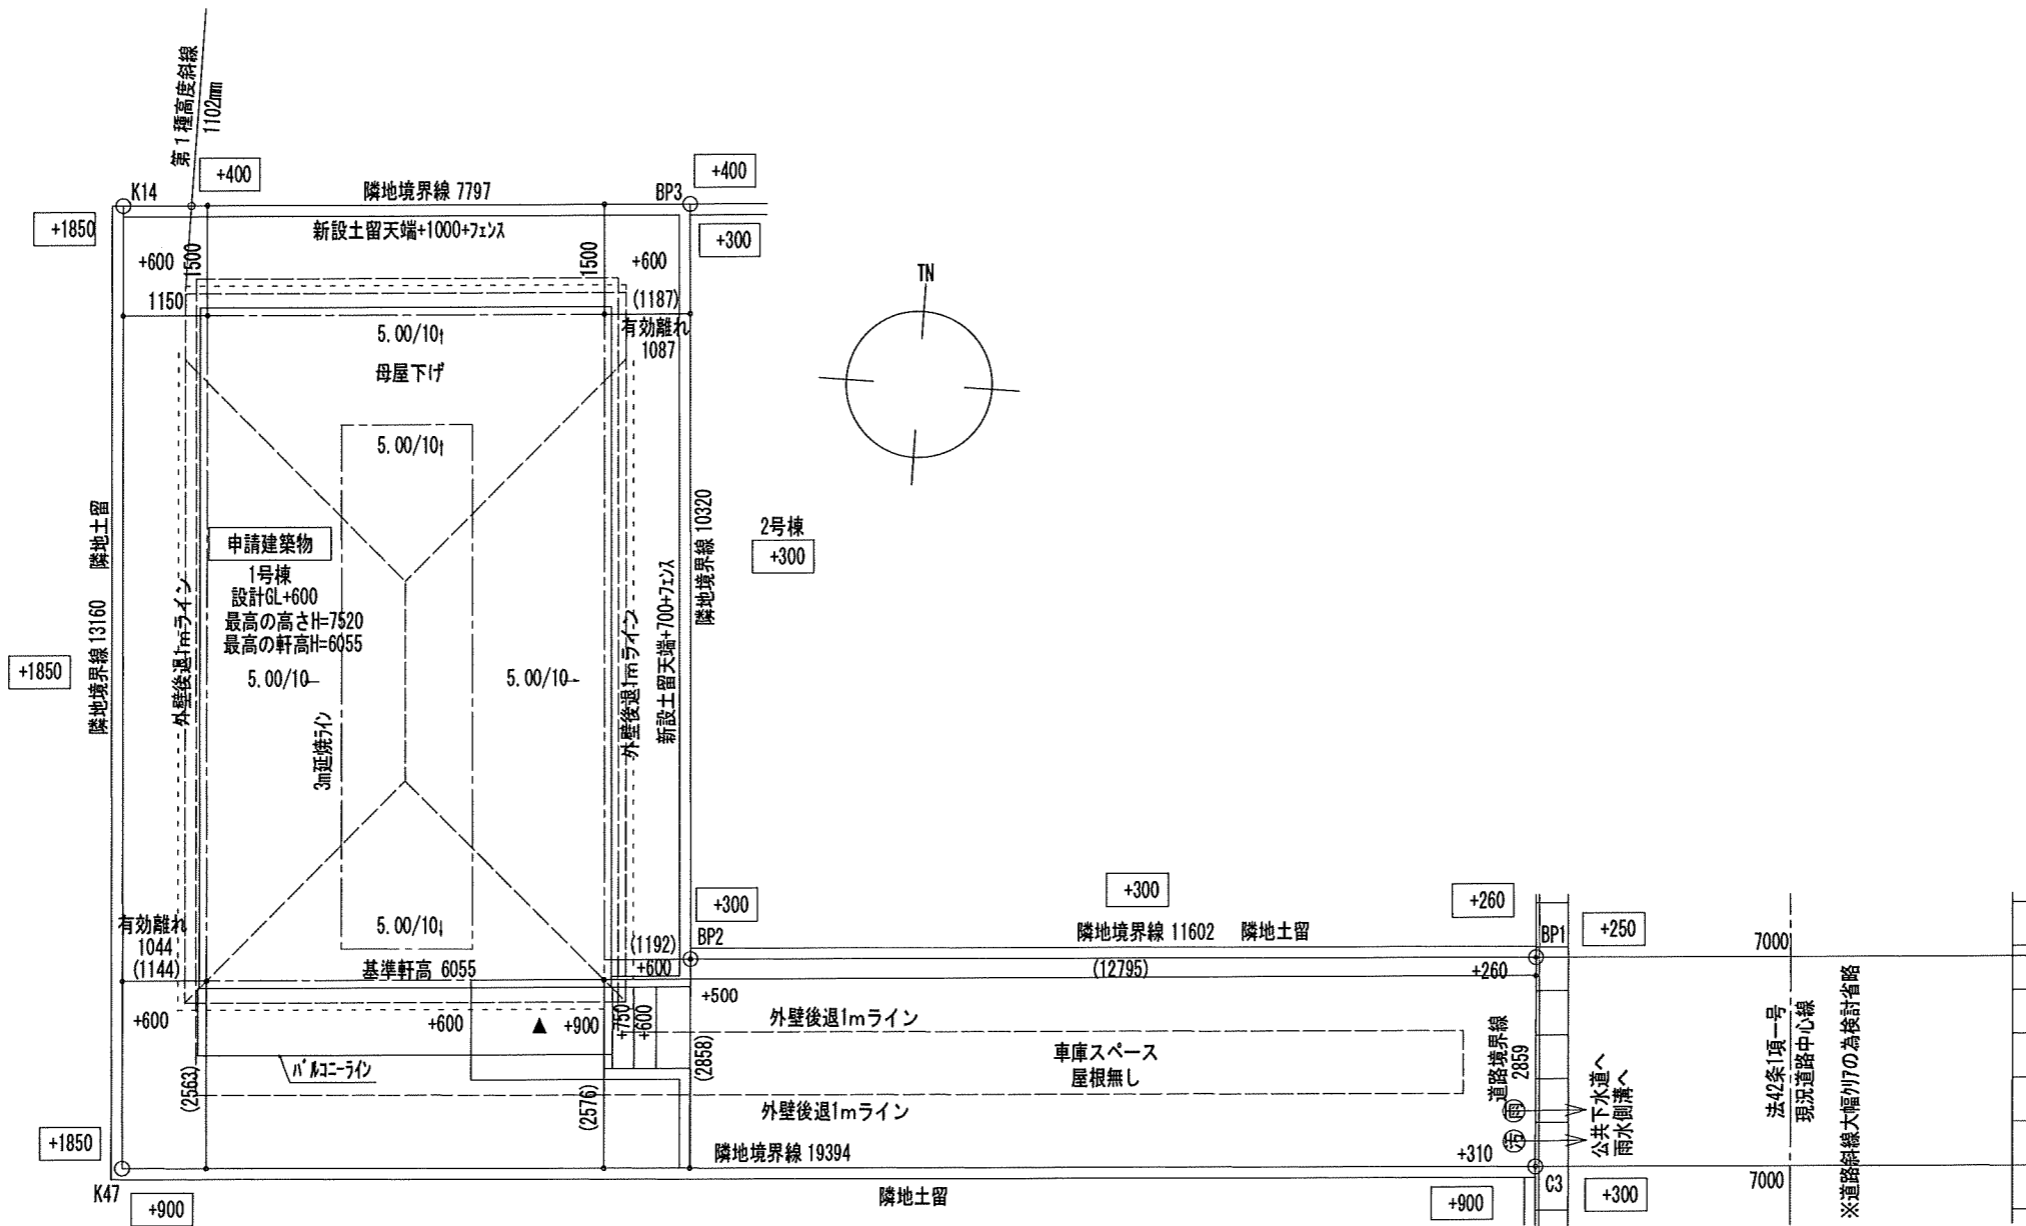 第1種高度斜線
1102mm
+400
+400
K14
隣地境界線 7797
BP3
+1850
新設土留天端+1000+フェンス
+300
+600
1500
1500
+600
TN
1150
(1187)
有効離れ
1087
5.00/10
母屋下げ
5.00/10
隣地土留
隣地境界線 13160
+1850
外壁後退1mライン
申請建築物
1号棟
設計GL+600
最高の高さH=7520
最高の軒高H=6055
5.00/10
5.00/10
3m延焼ライン
外壁後退1mライン
新設土留天端+700+フェンス
隣地境界線 10320
2号棟
+300
5.00/10
有効離れ
1044
(1144)
基準軒高 6055
(1192)
+600
+300
BP2
+300
+260
隣地境界線 11602
隣地土留
BP1
+250
7000
(12795)
+260
+500
+600
+600
▲
+900
+750
+600
外壁後退1mライン
車庫スペース
屋根無し
(2858)
バルコニーライン
(2563)
(2576)
外壁後退1mライン
道路境界線
2859
雨
汚
公共下水道へ
雨水側溝へ
法42条1項一号
現況道路中心線
※道路斜線大幅クリアの為検討省略
+1850
隣地境界線 19394
+310
7000
K47
+900
隣地土留
+900
C3
+300